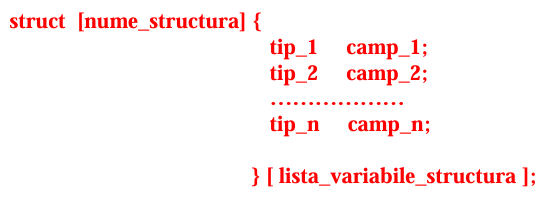 struct [nume_structura] {
tip_1 camp_1;
tip_2 camp_2;
..................
tip_n camp_n;
} [ lista_variabile_structura ];